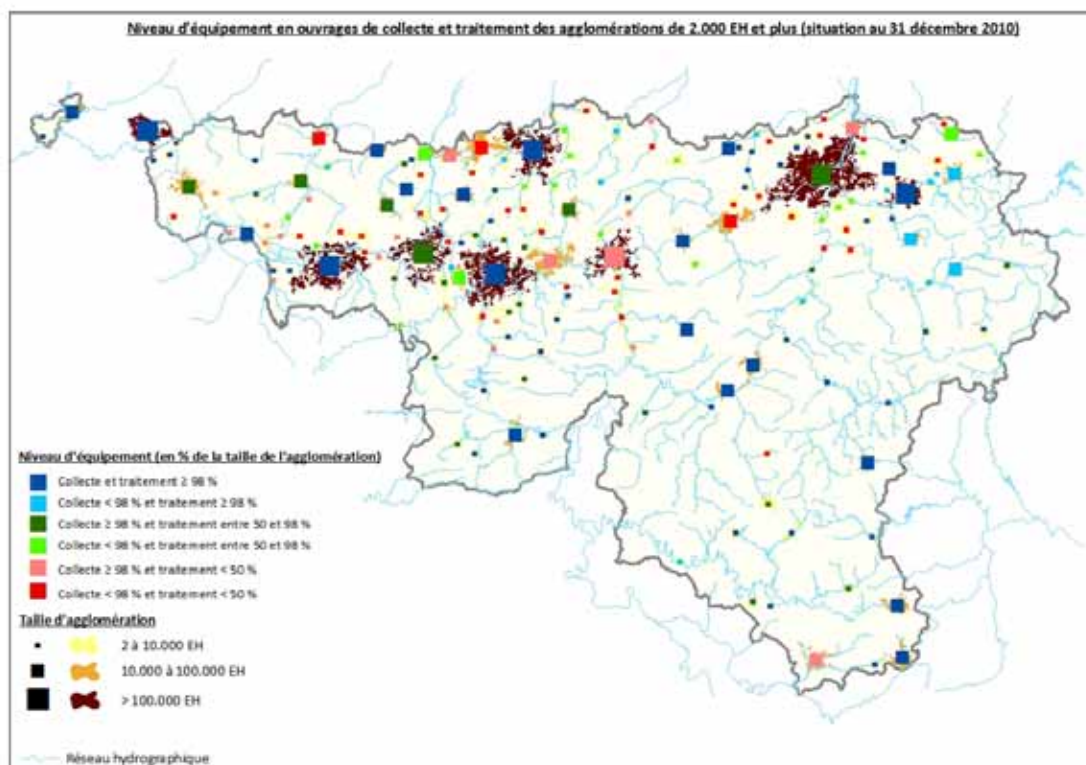 Niveau d'équipement en ouvrages de collecte et traitement des agglomérations de 2.000 EH et plus (situation au 31 décembre 2010)
Niveau d'équipement (en % de la taille de l'agglomération)
Collecte et traitement ≥ 98 %
Collecte < 98 % et traitement ≥ 98 %
Collecte ≥ 98 % et traitement entre 50 et 98 %
Collecte < 98 % et traitement entre 50 et 98 %
Collecte ≥ 98 % et traitement < 50 %
Collecte < 98 % et traitement < 50 %
Taille d'agglomération
2 à 10.000 EH
10.000 à 100.000 EH
> 100.000 EH
Réseau hydrographique